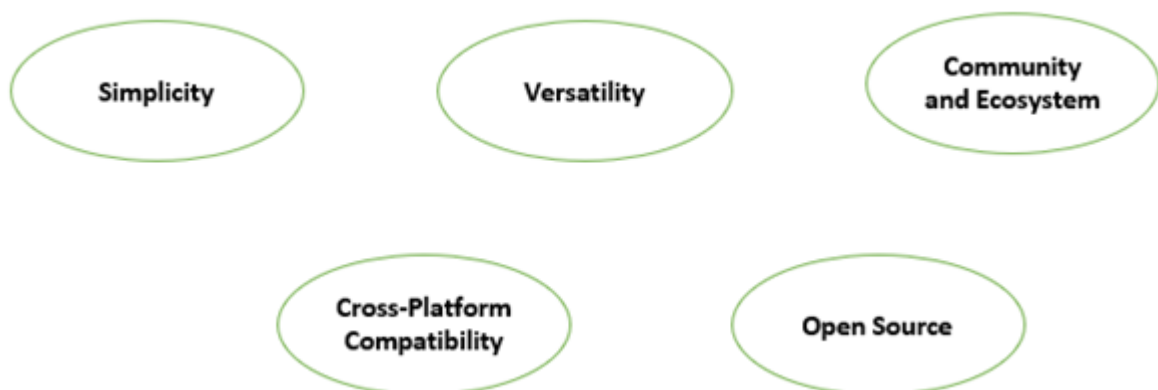 Simplicity
Versatility
Community
and Ecosystem
Cross-Platform
Compatibility
Open Source